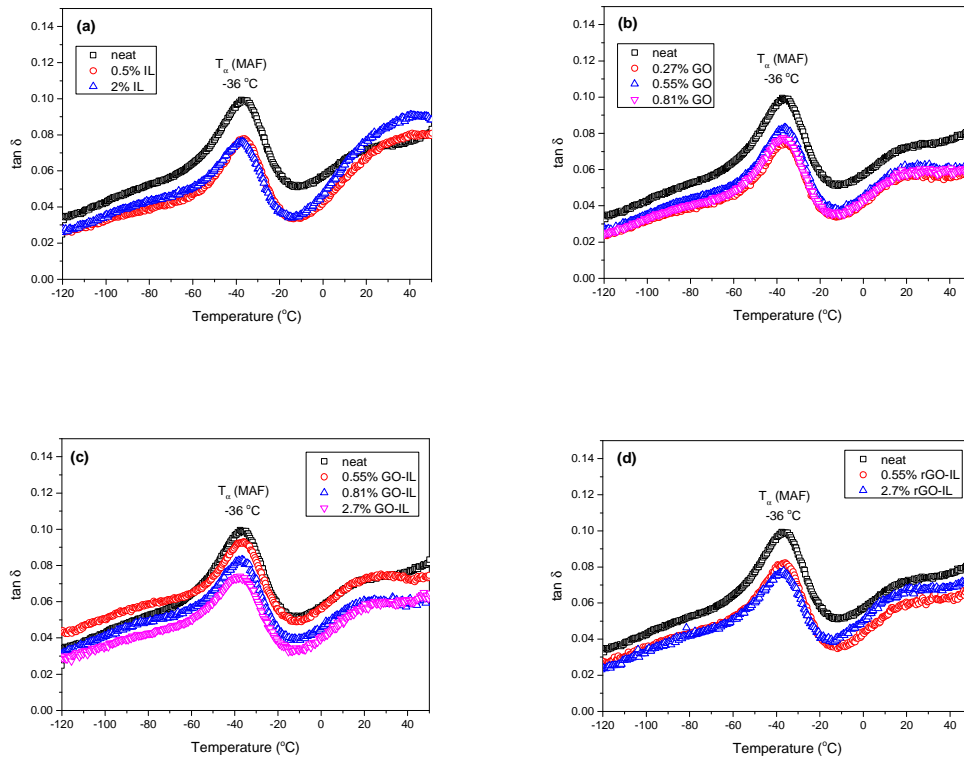 (a)
neat
0.5% IL
2% IL
Tα (MAF)
-36 °C
0.14
0.12
0.10
0.08
0.06
0.04
0.02
0.00
tan δ
-120 -100 -80 -60 -40 -20 0 20 40
Temperature (°C)
(b)
neat
0.27% GO
0.55% GO
0.81% GO
Tα (MAF)
-36 °C
0.14
0.12
0.10
0.08
0.06
0.04
0.02
0.00
tan δ
-120 -100 -80 -60 -40 -20 0 20 40
Temperature (°C)
(c)
neat
0.55% GO-IL
0.81% GO-IL
2.7% GO-IL
Tα (MAF)
-36 °C
0.14
0.12
0.10
0.08
0.06
0.04
0.02
0.00
tan δ
-120 -100 -80 -60 -40 -20 0 20 40
Temperature (°C)
(d)
neat
0.55% rGO-IL
2.7% rGO-IL
Tα (MAF)
-36 °C
0.14
0.12
0.10
0.08
0.06
0.04
0.02
0.00
tan δ
-120 -100 -80 -60 -40 -20 0 20 40
Temperature (°C)